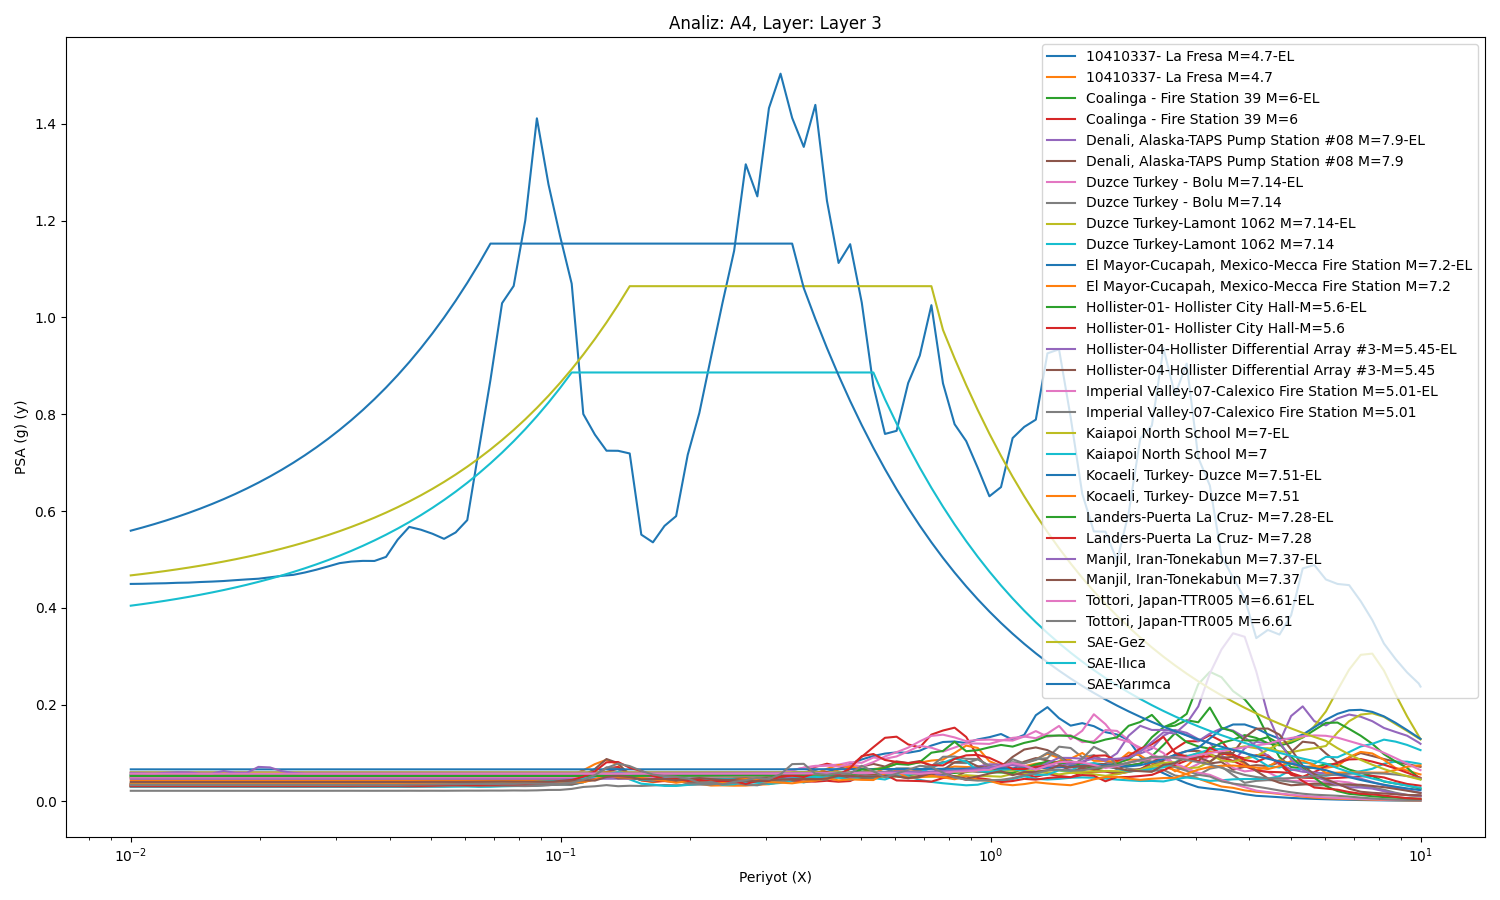 Analiz: A4, Layer: Layer 3
10410337- La Fresa M=4.7-EL
10410337- La Fresa M=4.7
Coalinga - Fire Station 39 M=6-EL
Coalinga - Fire Station 39 M=6
Denali, Alaska-TAPS Pump Station #08 M=7.9-EL
Denali, Alaska-TAPS Pump Station #08 M=7.9
Duzce Turkey - Bolu M=7.14-EL
Duzce Turkey - Bolu M=7.14
Duzce Turkey-Lamont 1062 M=7.14-EL
Duzce Turkey-Lamont 1062 M=7.14
El Mayor-Cucapah, Mexico-Mecca Fire Station M=7.2-EL
El Mayor-Cucapah, Mexico-Mecca Fire Station M=7.2
Hollister-01- Hollister City Hall-M=5.6-EL
Hollister-01- Hollister City Hall-M=5.6
Hollister-04-Hollister Differential Array #3-M=5.45-EL
Hollister-04-Hollister Differential Array #3-M=5.45
Imperial Valley-07-Calexico Fire Station M=5.01-EL
Imperial Valley-07-Calexico Fire Station M=5.01
Kaiapoi North School M=7-EL
Kaiapoi North School M=7
Kocaeli, Turkey- Duzce M=7.51-EL
Kocaeli, Turkey- Duzce M=7.51
Landers-Puerta La Cruz- M=7.28-EL
Landers-Puerta La Cruz- M=7.28
Manjil, Iran-Tonekabun M=7.37-EL
Manjil, Iran-Tonekabun M=7.37
Tottori, Japan-TTR005 M=6.61-EL
Tottori, Japan-TTR005 M=6.61
SAE-Gez
SAE-Ilıca
SAE-Yarımca
PSA (g) (y)
1.4
1.2
1.0
0.8
0.6
0.4
0.2
0.0
10⁻² 10⁻¹ 10⁰ 10¹
Periyot (X)